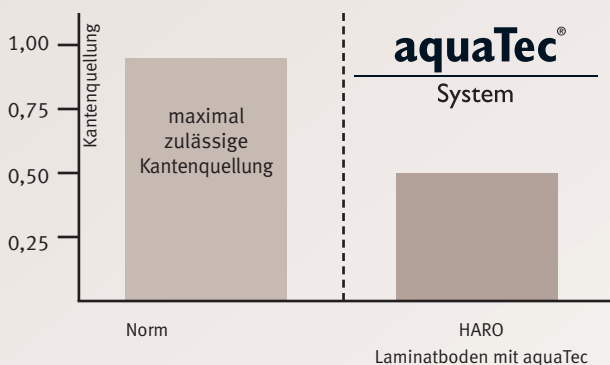 1,00
0,75
0,50
0,25
Kantenquellung
maximal
zulässige
Kantenquellung
aquaTec®
System
Norm
HARO
Laminatboden mit aquaTec